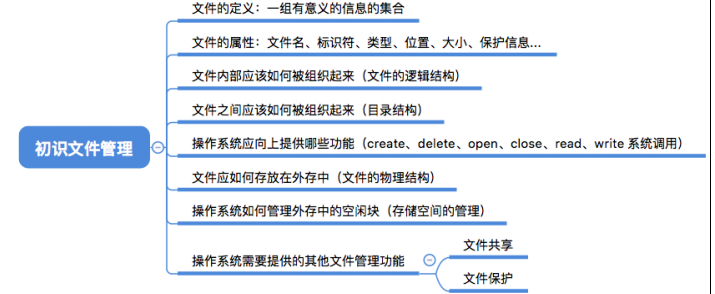 文件的定义：一组有意义的信息的集合
文件的属性：文件名、标识符、类型、位置、大小、保护信息...
文件内部应该如何被组织起来（文件的逻辑结构）
文件之间应该如何被组织起来（目录结构）
初识文件管理
操作系统应向上提供哪些功能（create、delete、open、close、read、write 系统调用）
文件应如何存放在外存中（文件的物理结构）
操作系统如何管理外存中的空闲块（存储空间的管理）
操作系统需要提供的其他文件管理功能
文件共享
文件保护